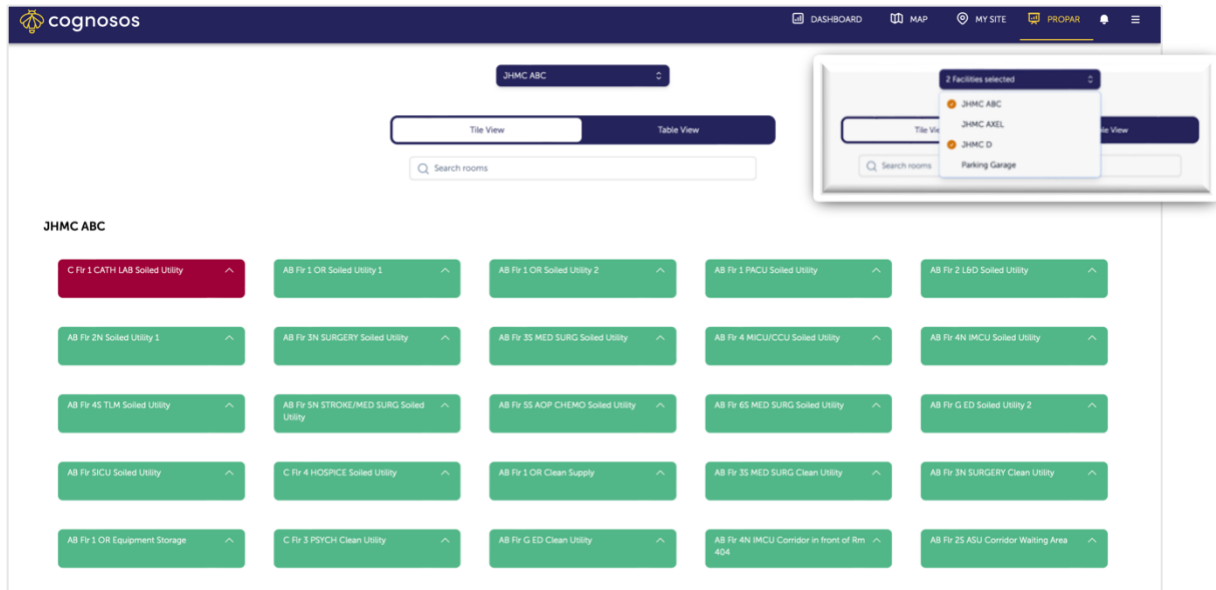 cognosos
DASHBOARD
MAP
MY SITE
PROPAR
JHMC ABC
Tile View
Table View
Search rooms
2 Facilities selected
JHMC ABC
JHMC AXEL
JHMC D
Parking Garage
Tile Vie
le View
Search rooms
JHMC ABC
C Flr 1 CATH LAB Soiled Utility
AB Flr 1 OR Soiled Utility 1
AB Flr 1 OR Soiled Utility 2
AB Flr 1 PACU Soiled Utility
AB Flr 2 L&D Soiled Utility
AB Flr 2N Soiled Utility 1
AB Flr 3N SURGERY Soiled Utility
AB Flr 3S MED SURG Soiled Utility
AB Flr 4 MICU/CCU Soiled Utility
AB Flr 4N IMCU Soiled Utility
AB Flr 4S TLM Soiled Utility
AB Flr 5N STROKE/MED SURG Soiled
Utility
AB Flr 5S AOP CHEMO Soiled Utility
AB Flr 6S MED SURG Soiled Utility
AB Flr G ED Soiled Utility 2
AB Flr SICU Soiled Utility
C Flr 4 HOSPICE Soiled Utility
AB Flr 1 OR Clean Supply
AB Flr 3S MED SURG Clean Utility
AB Flr 3N SURGERY Clean Utility
AB Flr 1 OR Equipment Storage
C Flr 3 PSYCH Clean Utility
AB Flr G ED Clean Utility
AB Flr 4N IMCU Corridor in front of Rm
404
AB Flr 2S ASU Corridor Waiting Area